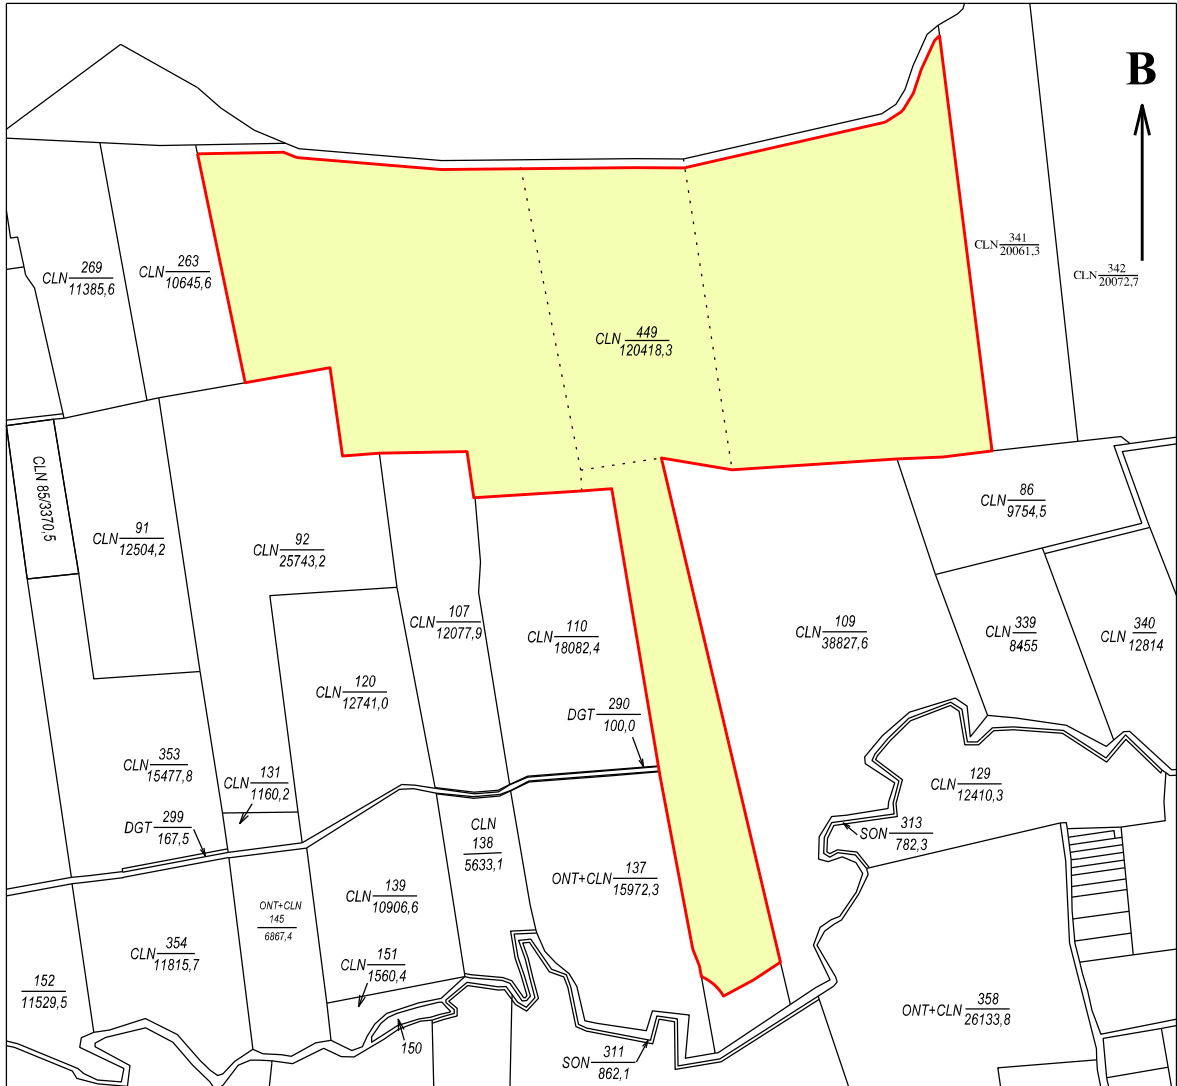 B
CLN 341
20061,3
CLN 342
20072,7
CLN 269
11385,6
CLN 263
10645,6
CLN 449
120418,3
CLN 85/3370,5
CLN 91
12504,2
CLN 92
25743,2
CLN 86
9754,5
CLN 107
12077,9
CLN 110
18082,4
CLN 109
38827,6
CLN 339
8455
CLN 340
12814
CLN 120
12741,0
DGT 290
100,0
CLN 353
15477,8
CLN 131
1160,2
CLN 129
12410,3
DGT 299
167,5
CLN
138
5633,1
SON 313
782,3
ONT+CLN 137
15972,3
CLN 139
10906,6
ONT+CLN
145
6867,4
CLN 354
11815,7
CLN 151
1560,4
152
11529,5
ONT+CLN 358
26133,8
150
SON 311
862,1